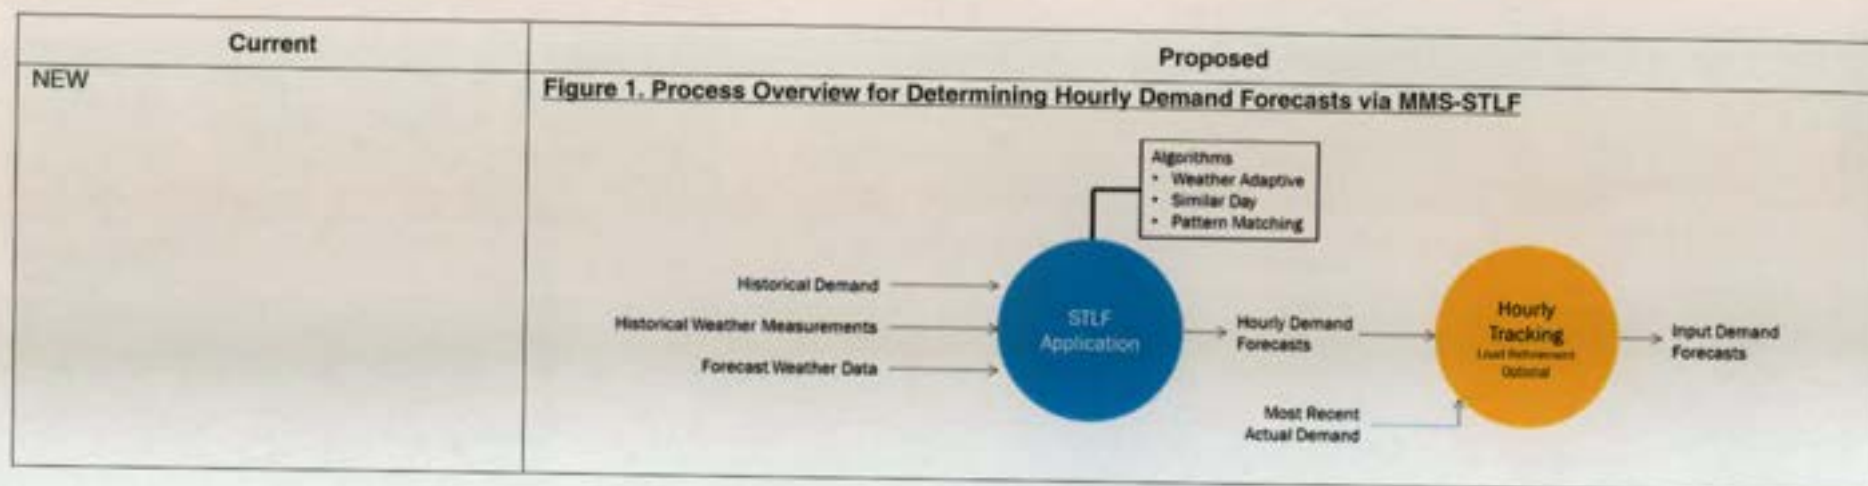 Current
Proposed
NEW
Figure 1. Process Overview for Determining Hourly Demand Forecasts via MMS-STLF
Algorithms
• Weather Adaptive
• Similar Day
• Pattern Matching
Historical Demand
Historical Weather Measurements
Forecast Weather Data
STLF
Application
Hourly Demand
Forecasts
Most Recent
Actual Demand
Hourly
Tracking
Load Refinement
Optional
Input Demand
Forecasts